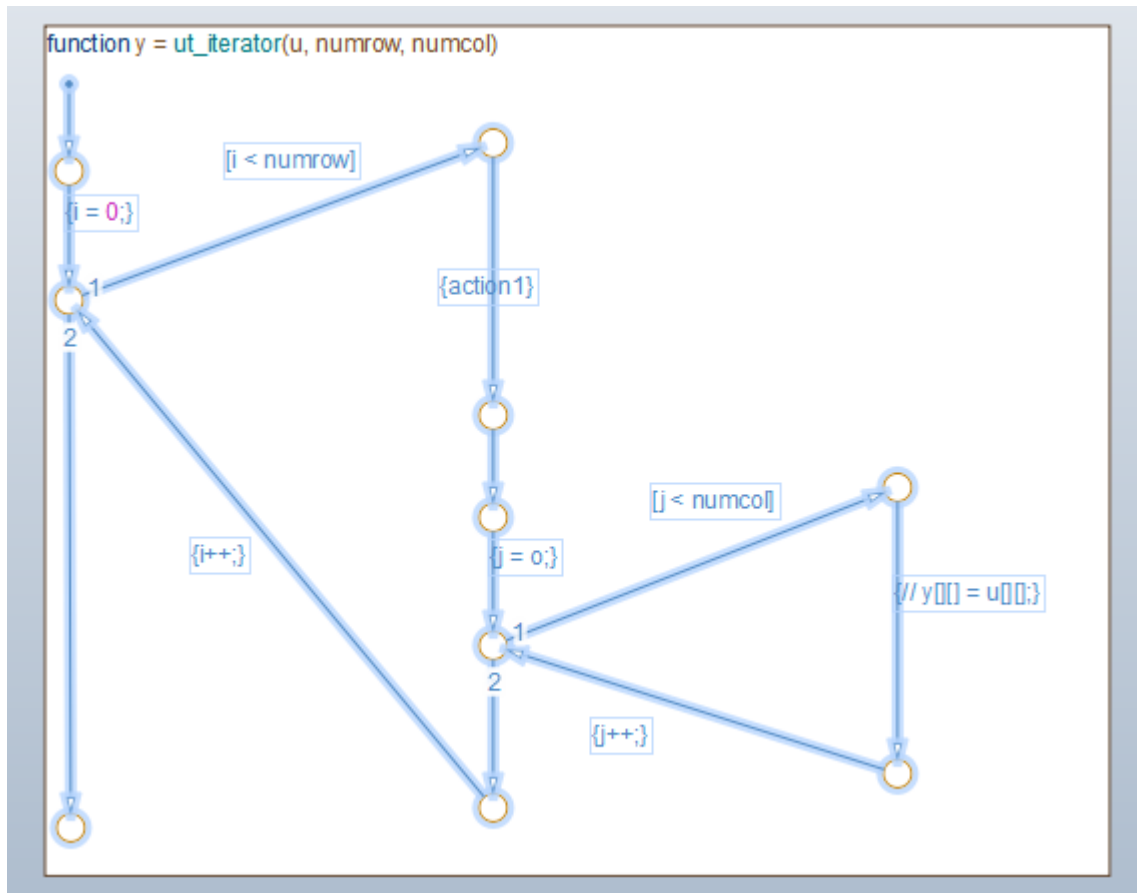 function y = ut_iterator(u, numrow, numcol)
[i < numrow]
{i = 0;}
1
{action1}
2
[j < numcol]
{i++;}
{j = o;}
{// y[][] = u[][];}
1
2
{j++;}